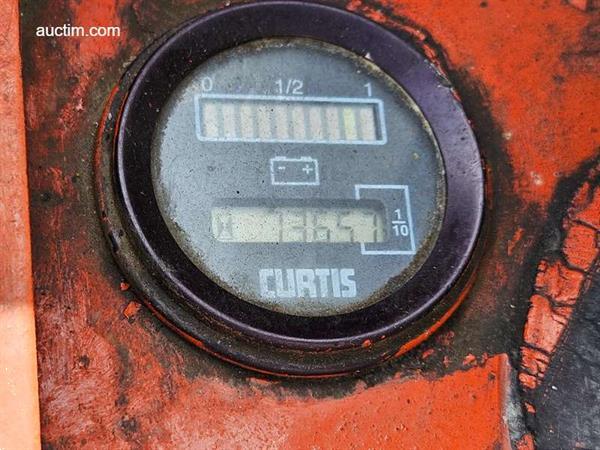 auctim.com
0 1/2 1
- +
1/10
CURTIS